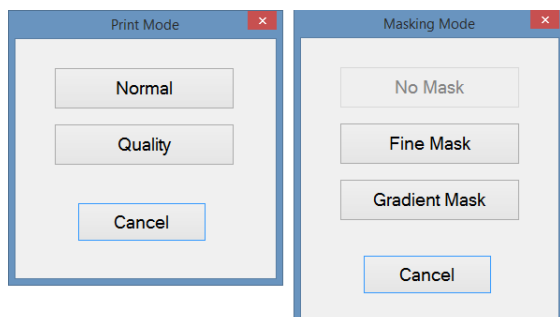 Print Mode
Normal
Quality
Cancel
Masking Mode
No Mask
Fine Mask
Gradient Mask
Cancel